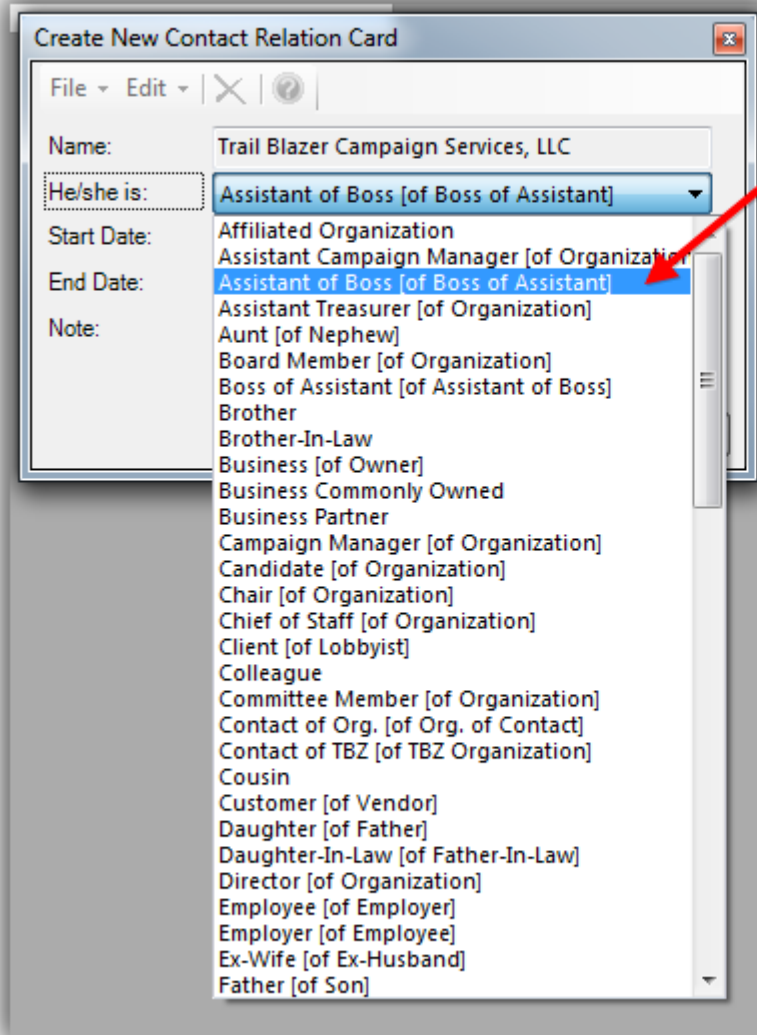 Create New Contact Relation Card
File Edit
Name: Trail Blazer Campaign Services, LLC
He/she is: Assistant of Boss [of Boss of Assistant]
Start Date:
End Date:
Note:
Affiliated Organization
Assistant Campaign Manager [of Organization
Assistant of Boss [of Boss of Assistant]
Assistant Treasurer [of Organization]
Aunt [of Nephew]
Board Member [of Organization]
Boss of Assistant [of Assistant of Boss]
Brother
Brother-In-Law
Business [of Owner]
Business Commonly Owned
Business Partner
Campaign Manager [of Organization]
Candidate [of Organization]
Chair [of Organization]
Chief of Staff [of Organization]
Client [of Lobbyist]
Colleague
Committee Member [of Organization]
Contact of Org. [of Org. of Contact]
Contact of TBZ [of TBZ Organization]
Cousin
Customer [of Vendor]
Daughter [of Father]
Daughter-In-Law [of Father-In-Law]
Director [of Organization]
Employee [of Employer]
Employer [of Employee]
Ex-Wife [of Ex-Husband]
Father [of Son]